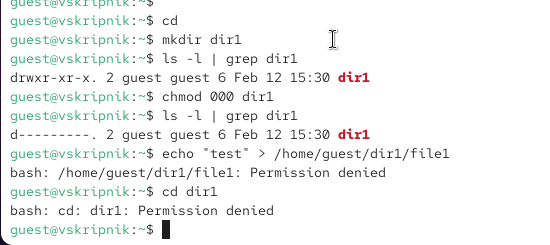 guest@vskripnik:~$
guest@vskripnik:~$ cd
guest@vskripnik:~$ mkdir dir1
guest@vskripnik:~$ ls -l | grep dir1
drwxr-xr-x. 2 guest guest 6 Feb 12 15:30 dir1
guest@vskripnik:~$ chmod 000 dir1
guest@vskripnik:~$ ls -l | grep dir1
d---------. 2 guest guest 6 Feb 12 15:30 dir1
guest@vskripnik:~$ echo "test" > /home/guest/dir1/file1
bash: /home/guest/dir1/file1: Permission denied
guest@vskripnik:~$ cd dir1
bash: cd: dir1: Permission denied
guest@vskripnik:~$